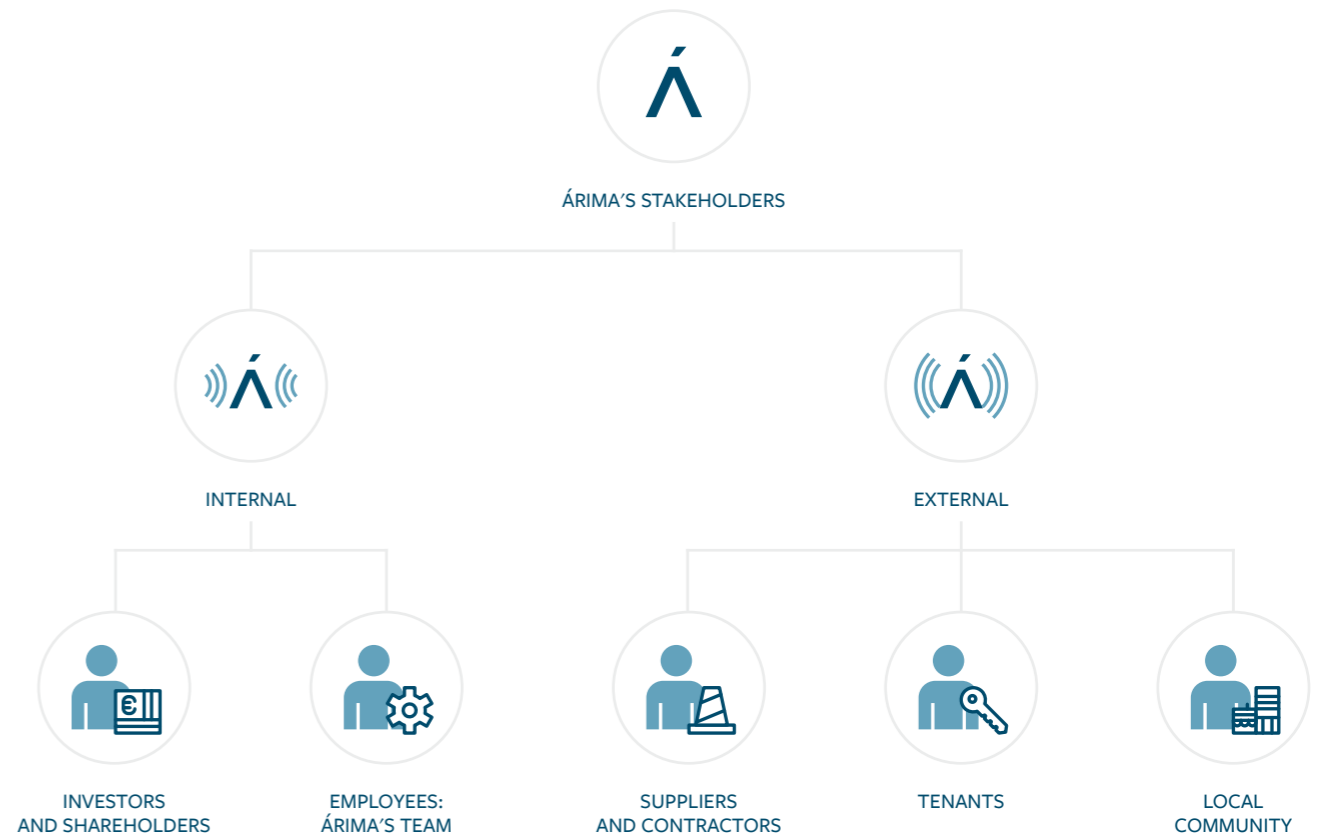 Á
ÁRIMA'S STAKEHOLDERS
Á
Á
INTERNAL
EXTERNAL
€
INVESTORS
AND SHAREHOLDERS
EMPLOYEES:
ÁRIMA'S TEAM
SUPPLIERS
AND CONTRACTORS
TENANTS
LOCAL
COMMUNITY